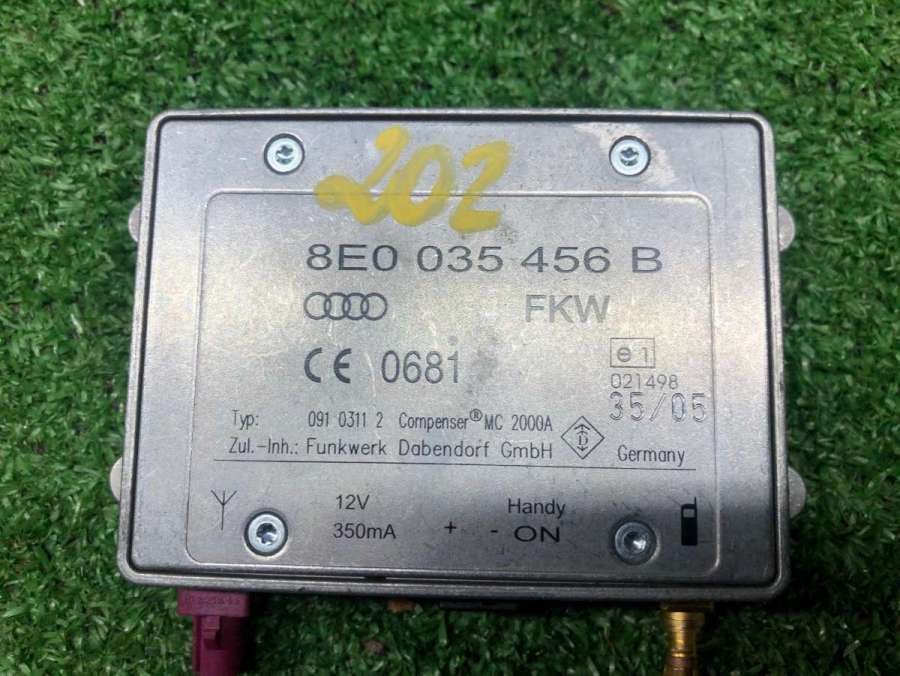 202
8E0 035 456 B
FKW
CE 0681
e1
021498
35/05
Typ: 091 0311 2 Compenser® MC 2000A
Zul.-Inh.: Funkwerk Dabendorf GmbH
D
Germany
12V
350mA
+ -
Handy
ON